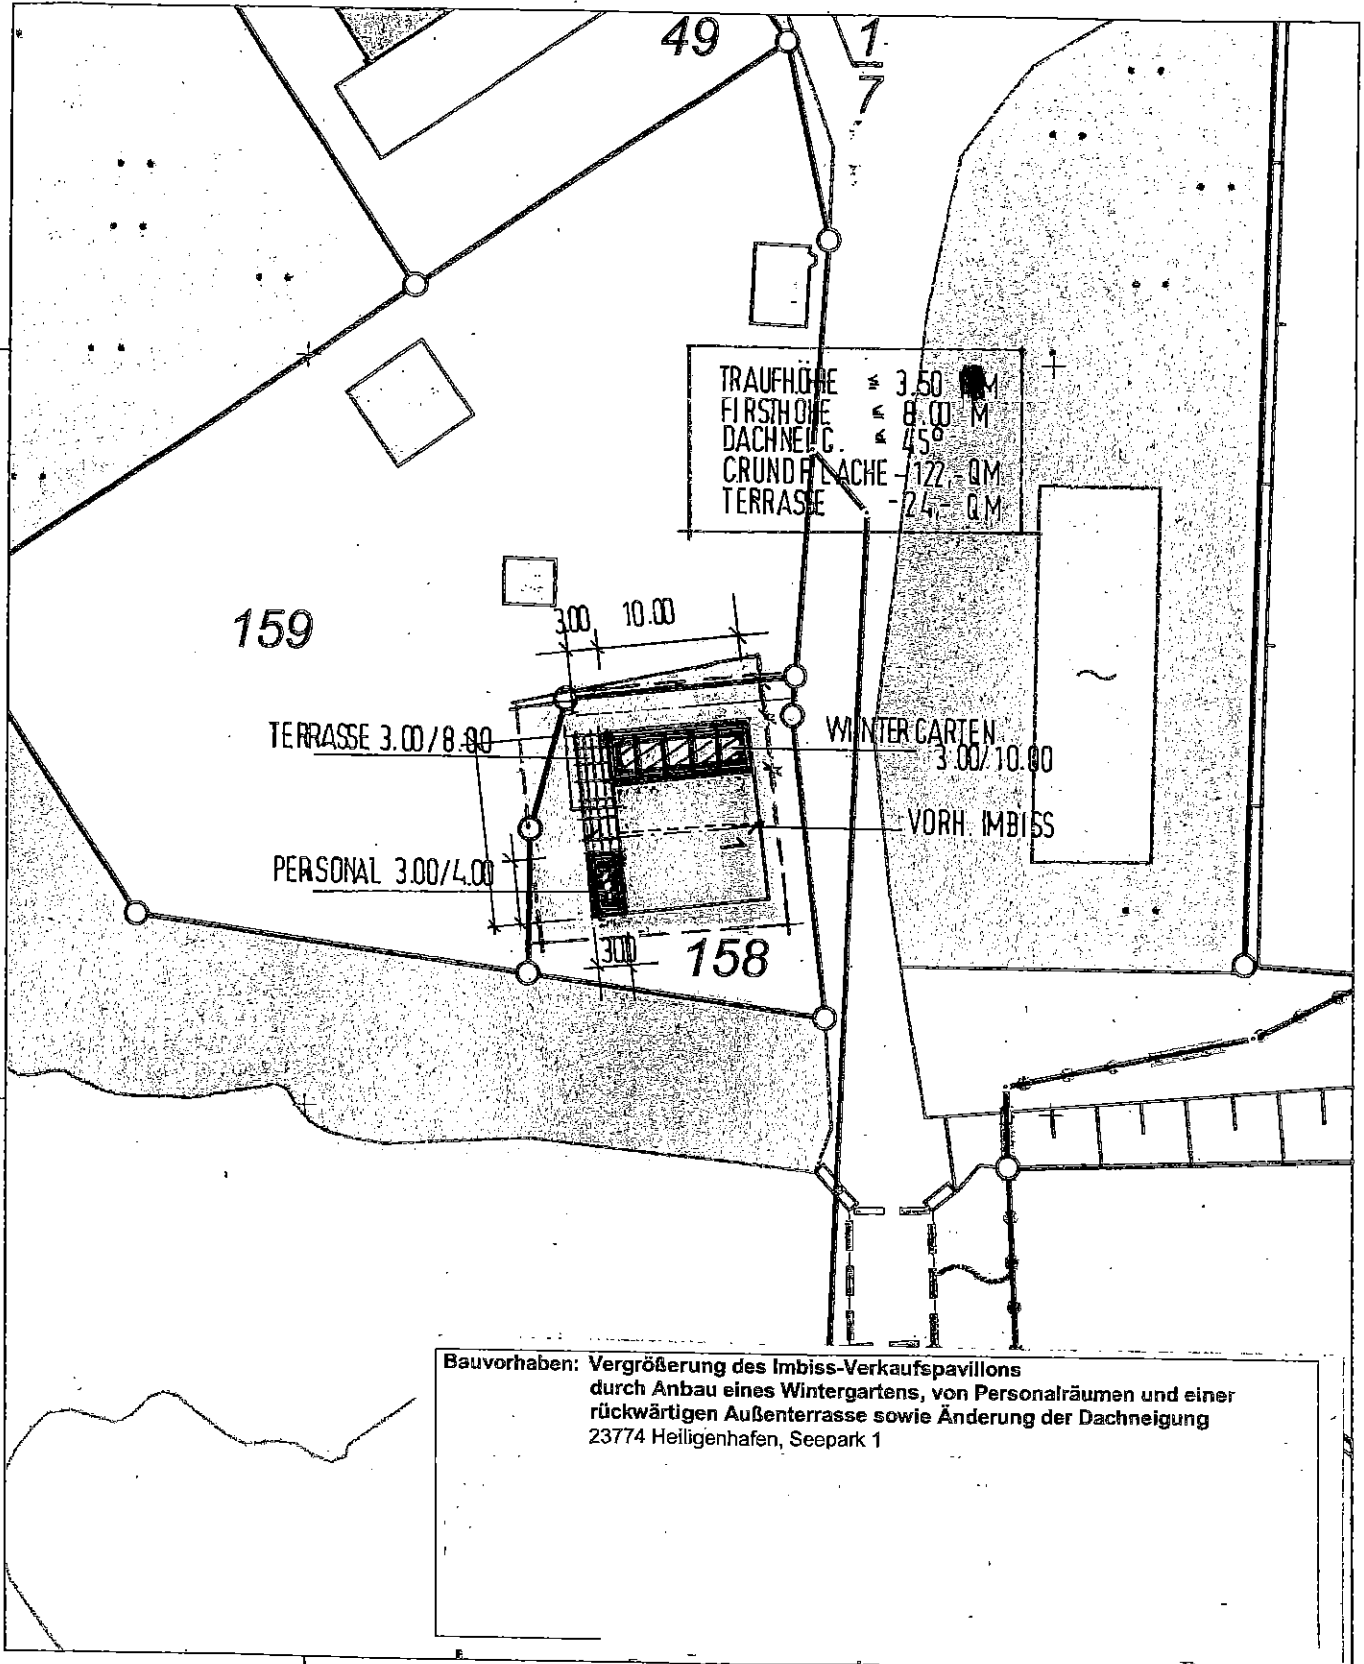 49
1
7
TRAUFHÖHE ≤ 3.50 M
FIRSTHÖHE ≤ 8.00 M
DACHNEIG. ≤ 45°
GRUNDFLÄCHE - 122,- QM
TERRASSE - 24,- QM
159
3.00 10.00
TERRASSE 3.00/8.00
WINTERGARTEN
3.00/10.00
VORH. IMBISS
1
PERSONAL 3.00/4.00
3.00
158
Bauvorhaben: Vergrößerung des Imbiss-Verkaufspavillons
durch Anbau eines Wintergartens, von Personalräumen und einer
rückwärtigen Außenterrasse sowie Änderung der Dachneigung
23774 Heiligenhafen, Seepark 1